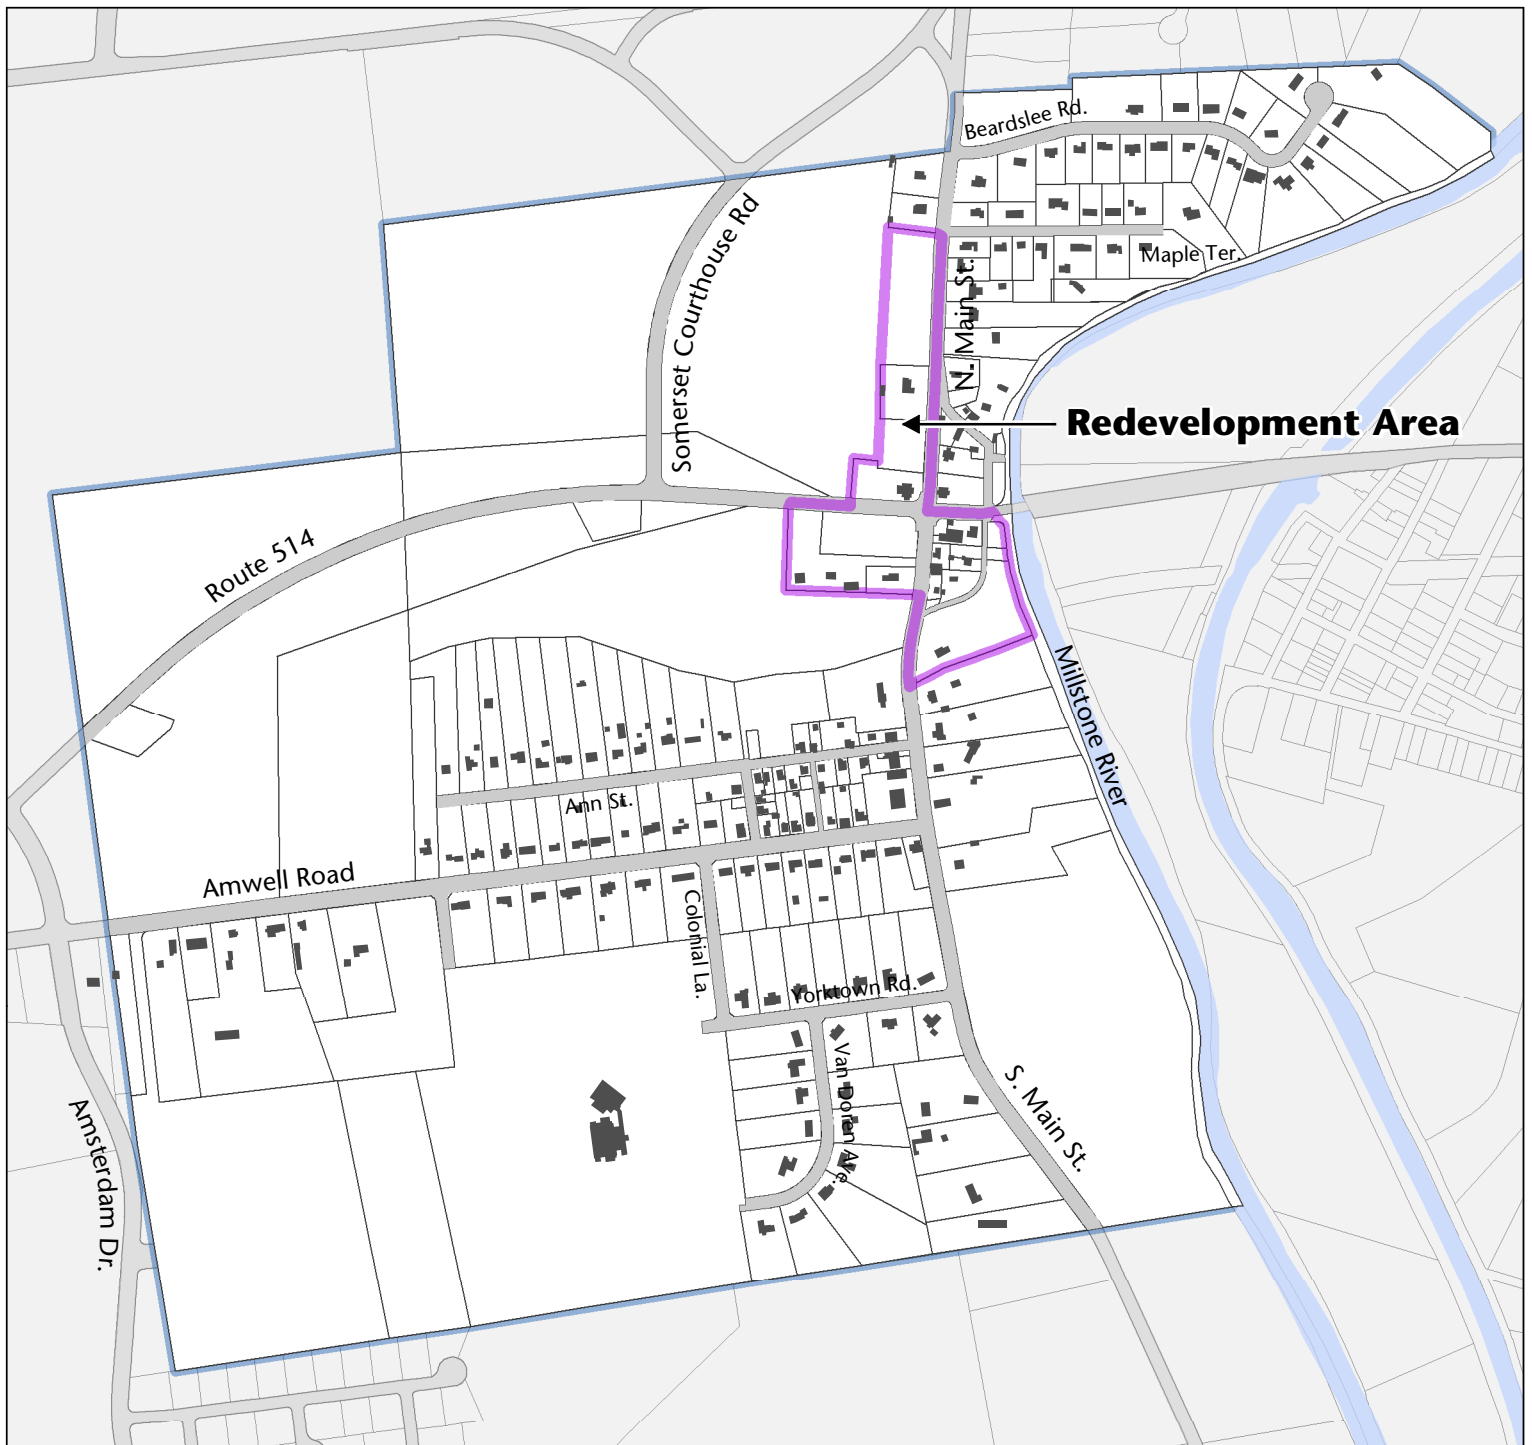 Beardslee Rd.
Somerset Courthouse Rd
Maple Ter.
N. Main St.
Redevelopment Area
Route 514
Millstone River
Ann St.
Amwell Road
Colonial La.
Yorktown Rd.
Van Doren Ave.
S. Main St.
Amsterdam Dr.